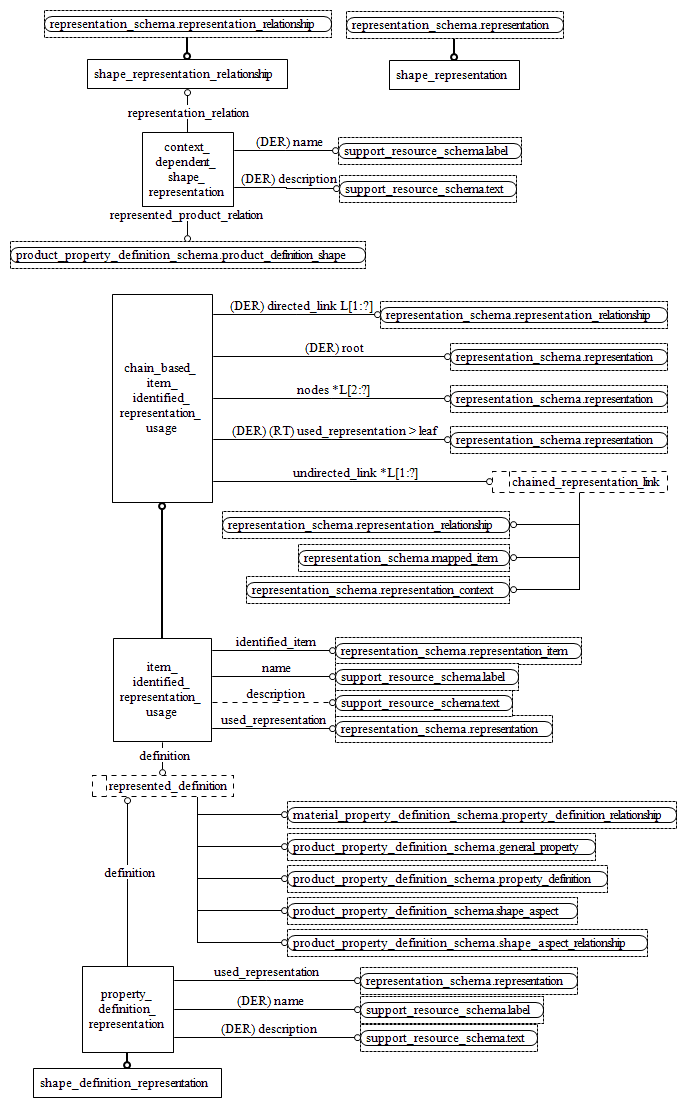 representation_schema.representation_relationship
representation_schema.representation
shape_representation_relationship
shape_representation
representation_relation
context_
dependent_
shape_
representation
(DER) name
support_resource_schema.label
(DER) description
support_resource_schema.text
represented_product_relation
product_property_definition_schema.product_definition_shape
chain_based_
item_
identified_
representation_
usage
(DER) directed_link L[1:?]
representation_schema.representation_relationship
(DER) root
representation_schema.representation
nodes *L[2:?]
representation_schema.representation
(DER) (RT) used_representation > leaf
representation_schema.representation
undirected_link *L[1:?]
chained_representation_link
representation_schema.representation_relationship
representation_schema.mapped_item
representation_schema.representation_context
item_
identified_
representation_
usage
identified_item
representation_schema.representation_item
name
support_resource_schema.label
description
support_resource_schema.text
used_representation
representation_schema.representation
definition
represented_definition
material_property_definition_schema.property_definition_relationship
product_property_definition_schema.general_property
product_property_definition_schema.property_definition
product_property_definition_schema.shape_aspect
product_property_definition_schema.shape_aspect_relationship
definition
property_
definition_
representation
used_representation
representation_schema.representation
(DER) name
support_resource_schema.label
(DER) description
support_resource_schema.text
shape_definition_representation